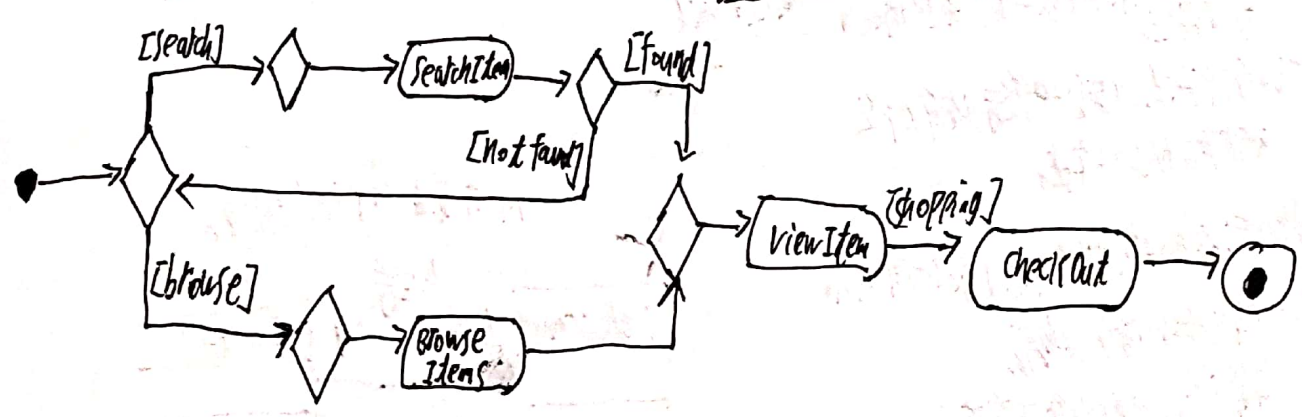 [search]
SearchItem
[found]
[not found]
[shopping]
ViewItem
CheckOut
[browse]
Browse
Items